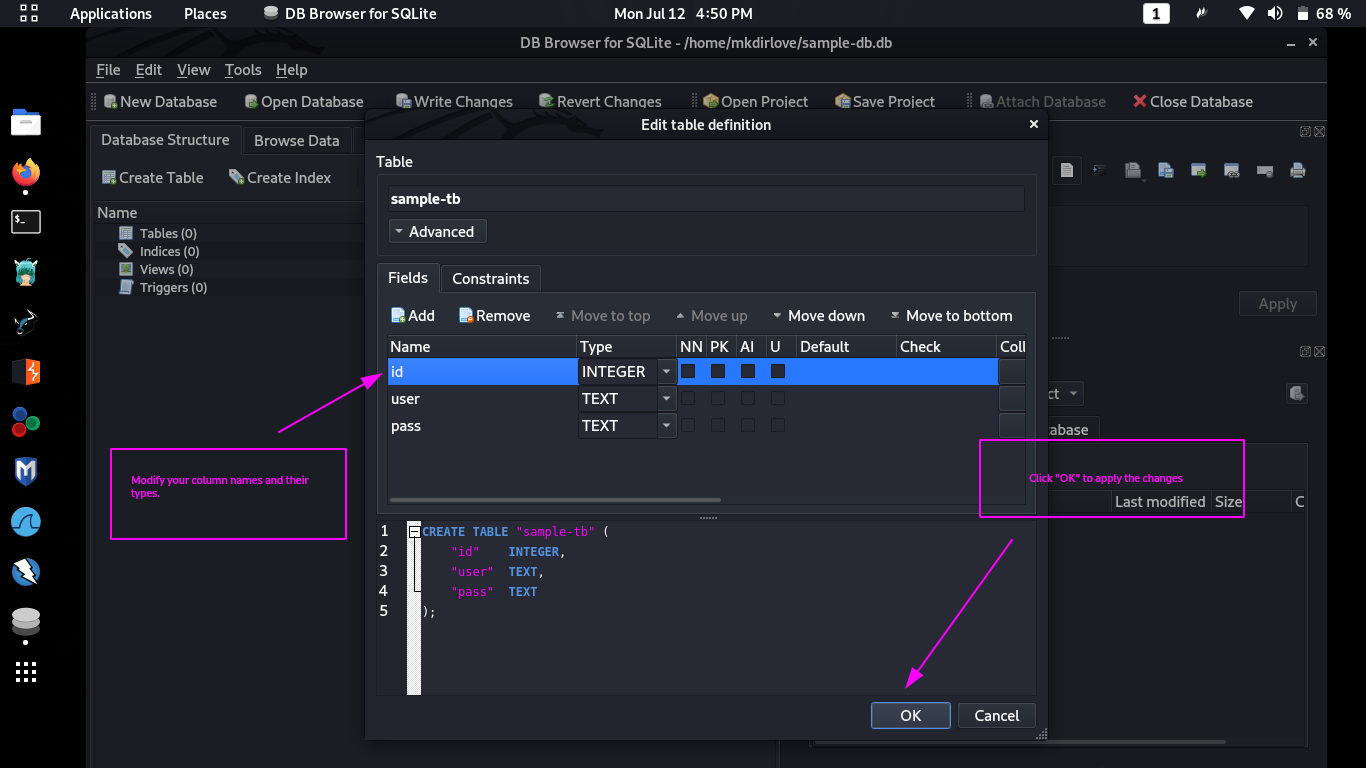 Applications Places DB Browser for SQLite Mon Jul 12 4:50 PM 1 68 %
DB Browser for SQLite - /home/mkdirlove/sample-db.db
File Edit View Tools Help
New Database Open Database Write Changes Revert Changes Open Project Save Project Attach Database Close Database
Edit table definition
Database Structure Browse Data
Table
Create Table Create Index
sample-tb
Name
Advanced
Tables (0)
Indices (0)
Views (0)
Triggers (0)
Fields Constraints
Apply
Add Remove Move to top Move up Move down Move to bottom
Name Type NN PK AI U Default Check Coll
id INTEGER
user TEXT
pass TEXT
ct
abase
Modify your column names and their
types.
Click "OK" to apply the changes
Last modified Size C
1 CREATE TABLE "sample-tb" (
2 "id" INTEGER,
3 "user" TEXT,
4 "pass" TEXT
5 );
OK Cancel